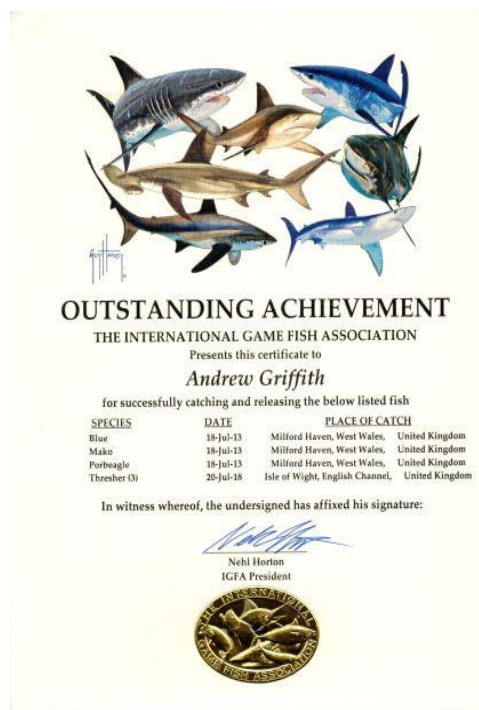 Guy Harvey
OUTSTANDING ACHIEVEMENT
THE INTERNATIONAL GAME FISH ASSOCIATION
Presents this certificate to
Andrew Griffith
for successfully catching and releasing the below listed fish
SPECIES DATE PLACE OF CATCH
Blue 18-Jul-13 Milford Haven, West Wales, United Kingdom
Mako 18-Jul-13 Milford Haven, West Wales, United Kingdom
Porbeagle 18-Jul-13 Milford Haven, West Wales, United Kingdom
Thresher (3) 20-Jul-18 Isle of Wight, English Channel, United Kingdom
In witness whereof, the undersigned has affixed his signature:
Nehl Horton
IGFA President
THE INTERNATIONAL
GAME FISH ASSOCIATION